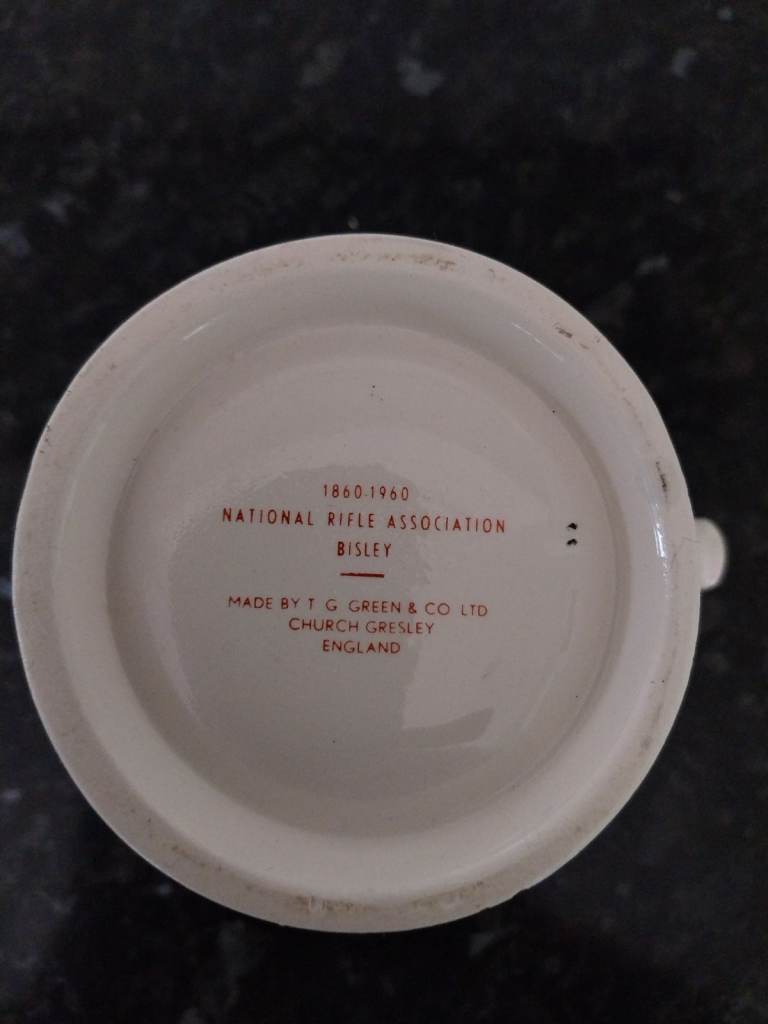 1860-1960
NATIONAL RIFLE ASSOCIATION
BISLEY
MADE BY T G GREEN & CO LTD
CHURCH GRESLEY
ENGLAND